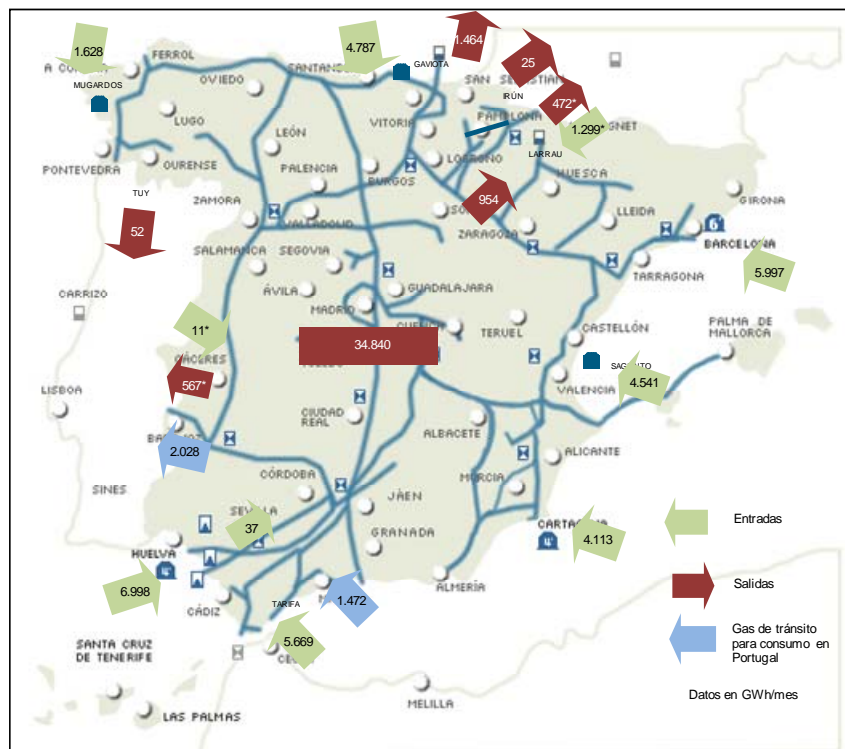 1.464
1.628
4.787
25
FERROL
SANTANDER
GAVIOTA
MUGARDOS
OVIEDO
SAN SEBASTIAN
IRÚN
472*
LUGO
VITORIA
PAMPLONA
1.299*
LEÓN
LARRAU
PONTEVEDRA
OURENSE
PALENCIA
BURGOS
LOGROÑO
HUESCA
TUY
ZAMORA
954
GIRONA
VALLADOLID
LLEIDA
52
ZARAGOZA
BARCELONA
SALAMANCA
SEGOVIA
TARRAGONA
5.997
ÁVILA
GUADALAJARA
CARRIZO
MADRID
CUENCA
TERUEL
CASTELLÓN
PALMA DE
MALLORCA
11*
34.840
CÁCERES
567*
VALENCIA
4.541
LISBOA
CIUDAD
REAL
ALBACETE
2.028
ALICANTE
SINES
CÓRDOBA
MURCIA
SEVILLA
JÁEN
37
CARTAGENA
4.113
Entradas
GRANADA
HUELVA
6.998
1.472
ALMERÍA
Salidas
CÁDIZ
TARIFA
5.669
Gas de tránsito
para consumo en
Portugal
SANTA CRUZ
DE TENERIFE
MELILLA
Datos en GWh/mes
LAS PALMAS